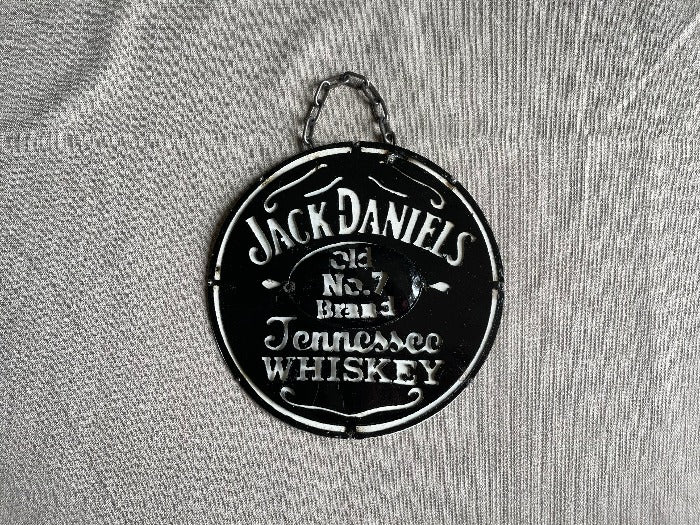 JACK DANIELS
Old
No.7
Brand
Tennessee
WHISKEY